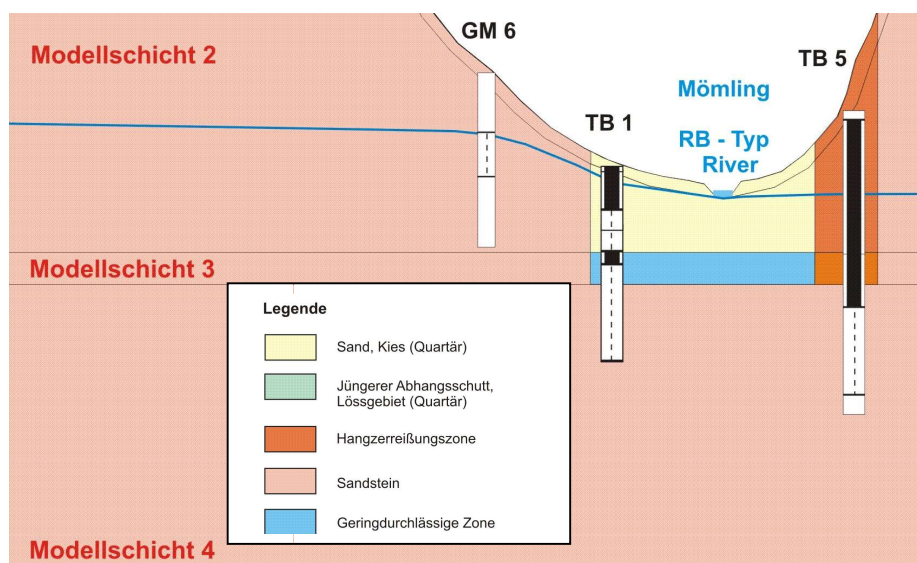 GM 6
Modellschicht 2
TB 5
Mömling
TB 1
RB - Typ
River
Modellschicht 3
Legende
Sand, Kies (Quartär)
Jüngerer Abhangsschutt,
Lössgebiet (Quartär)
Hangzerreißungszone
Sandstein
Geringdurchlässige Zone
Modellschicht 4